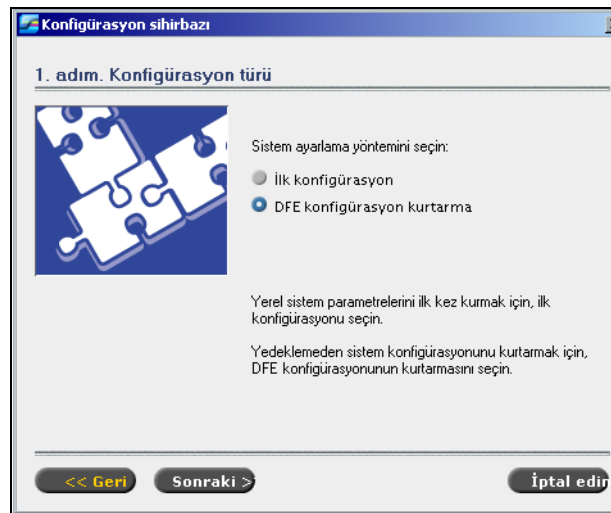 Konfigürasyon sihirbazı
1. adım. Konfigürasyon türü
Sistem ayarlama yöntemini seçin:
İlk konfigürasyon
DFE konfigürasyon kurtarma
Yerel sistem parametrelerini ilk kez kurmak için, ilk
konfigürasyonu seçin.
Yedeklemeden sistem konfigürasyonunu kurtarmak için,
DFE konfigürasyonunun kurtarmasını seçin.
<< Geri Sonraki > İptal edin